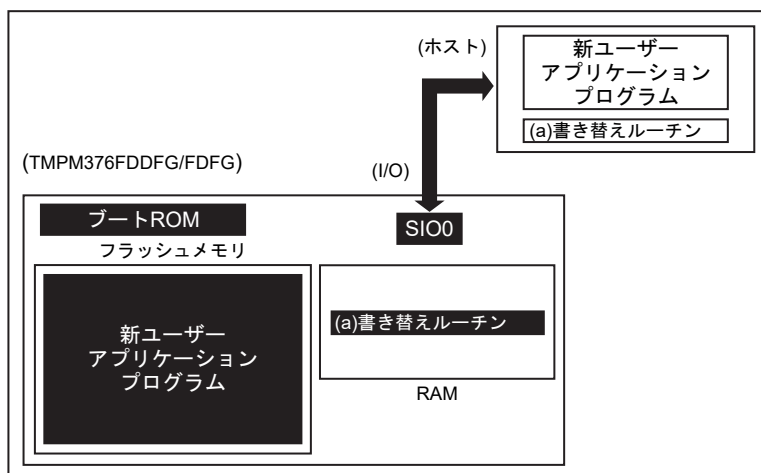 (ホスト)
新ユーザー
アプリケーション
プログラム
(a)書き替えルーチン
(TMPM376FDDFG/FDFG)
(I/O)
ブートROM
SIO0
フラッシュメモリ
新ユーザー
アプリケーション
プログラム
(a)書き替えルーチン
RAM